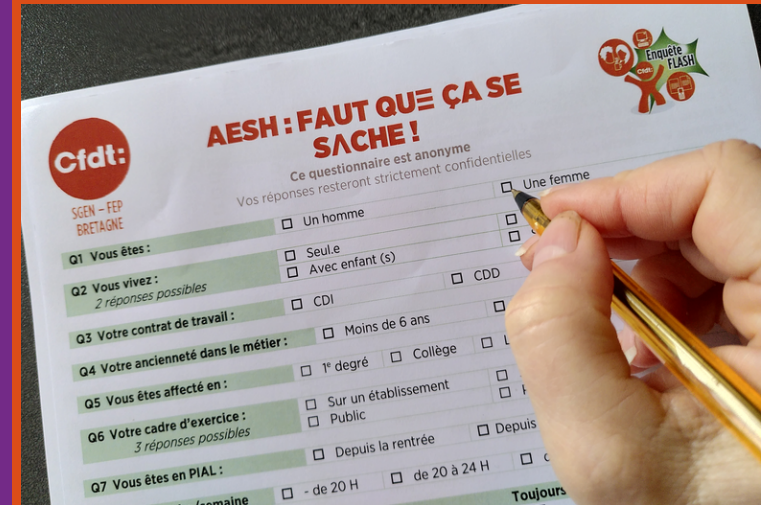 Enquête
FLASH
Cfdt:
AESH : FAUT QUE ÇA SE
SACHE !
Cfdt:
SGEN – FEP
BRETAGNE
Ce questionnaire est anonyme
Vos réponses resteront strictement confidentielles
Q1 Vous êtes : Un homme Une femme
Q2 Vous vivez : Seul.e
2 réponses possibles Avec enfant (s)
Q3 Votre contrat de travail : CDI CDD
Q4 Votre ancienneté dans le métier : Moins de 6 ans
Q5 Vous êtes affecté en : 1e degré Collège
Q6 Votre cadre d'exercice : Sur un établissement
3 réponses possibles Public
Q7 Vous êtes en PIAL : Depuis la rentrée Depuis
/semaine - de 20 H de 20 à 24 H
Toujours